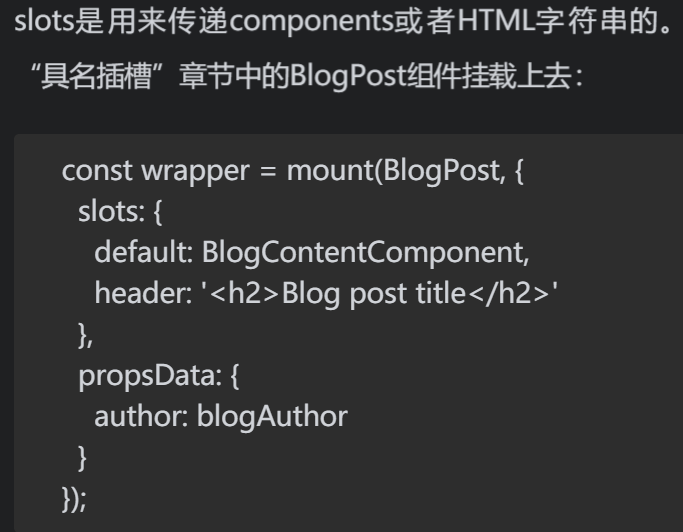 slots是用来传递components或者HTML字符串的。
“具名插槽”章节中的BlogPost组件挂载上去：
const wrapper = mount(BlogPost, {
  slots: {
    default: BlogContentComponent,
    header: '<h2>Blog post title</h2>'
  },
  propsData: {
    author: blogAuthor
  }
});